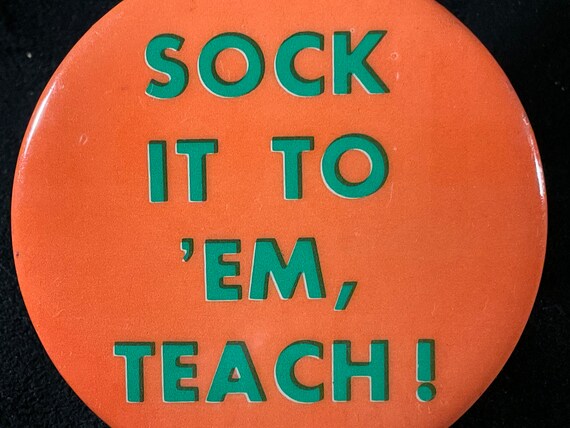 SOCK
IT TO
'EM,
TEACH!